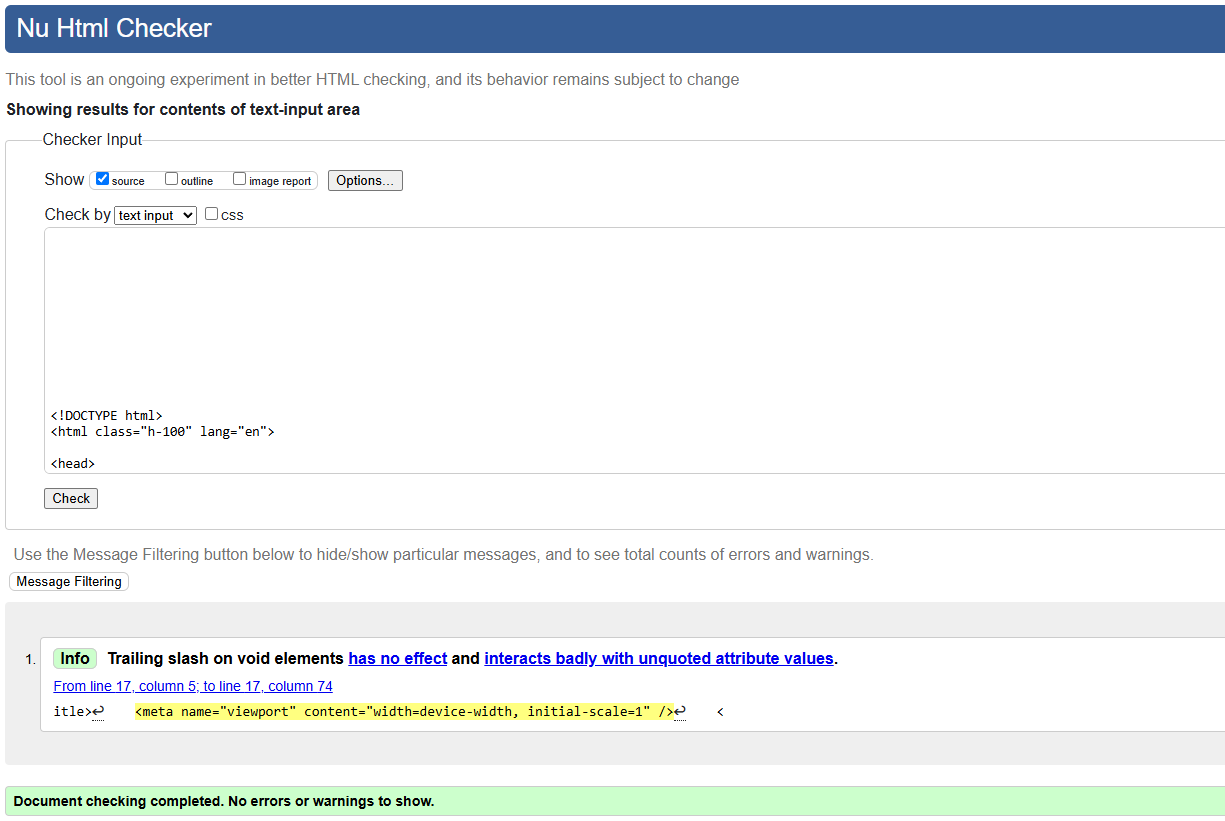 Nu Html Checker
This tool is an ongoing experiment in better HTML checking, and its behavior remains subject to change
Showing results for contents of text-input area
Checker Input
Show source outline image report Options...
Check by text input css
<!DOCTYPE html>
<html class="h-100" lang="en">
<head>
Check
Use the Message Filtering button below to hide/show particular messages, and to see total counts of errors and warnings.
Message Filtering
1. Info Trailing slash on void elements has no effect and interacts badly with unquoted attribute values.
From line 17, column 5; to line 17, column 74
itle>↩ <meta name="viewport" content="width=device-width, initial-scale=1" />↩ <
Document checking completed. No errors or warnings to show.